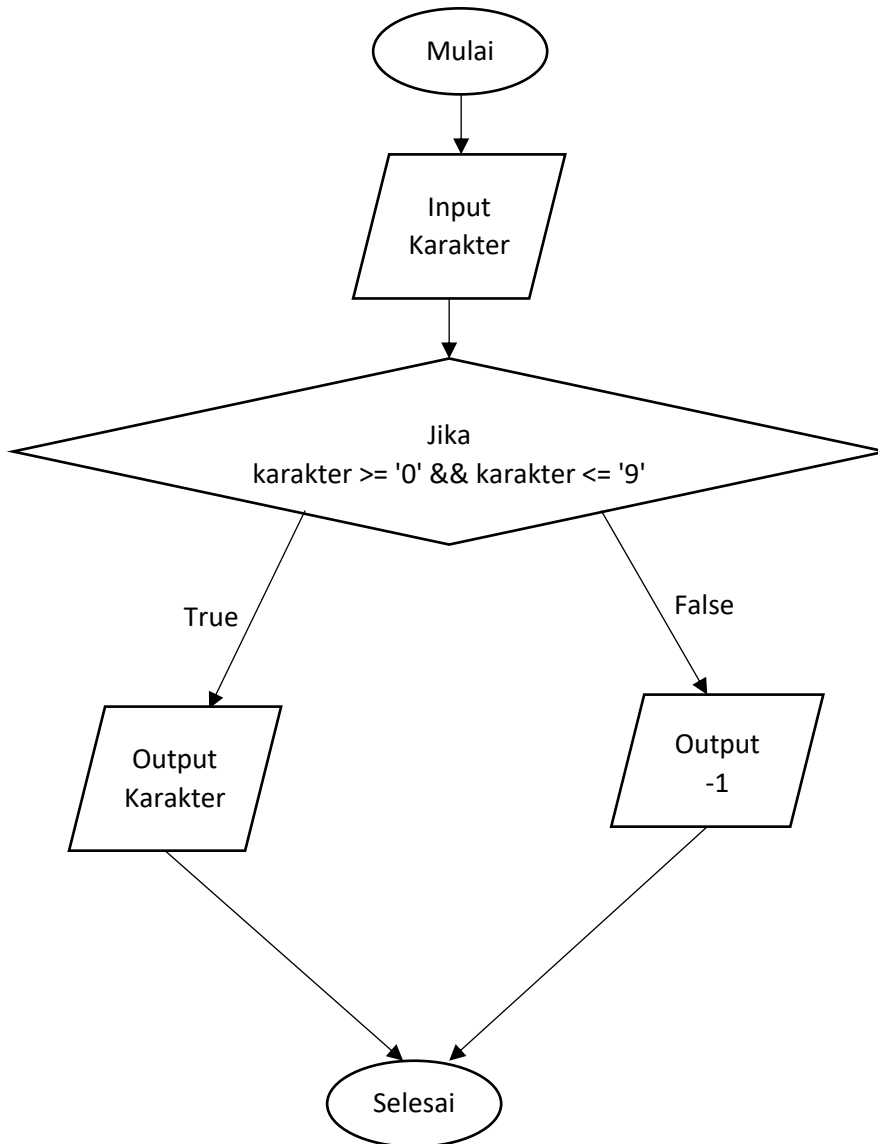 Mulai
Input
Karakter
Jika
karakter >= '0' && karakter <= '9'
True
False
Output
Karakter
Output
-1
Selesai